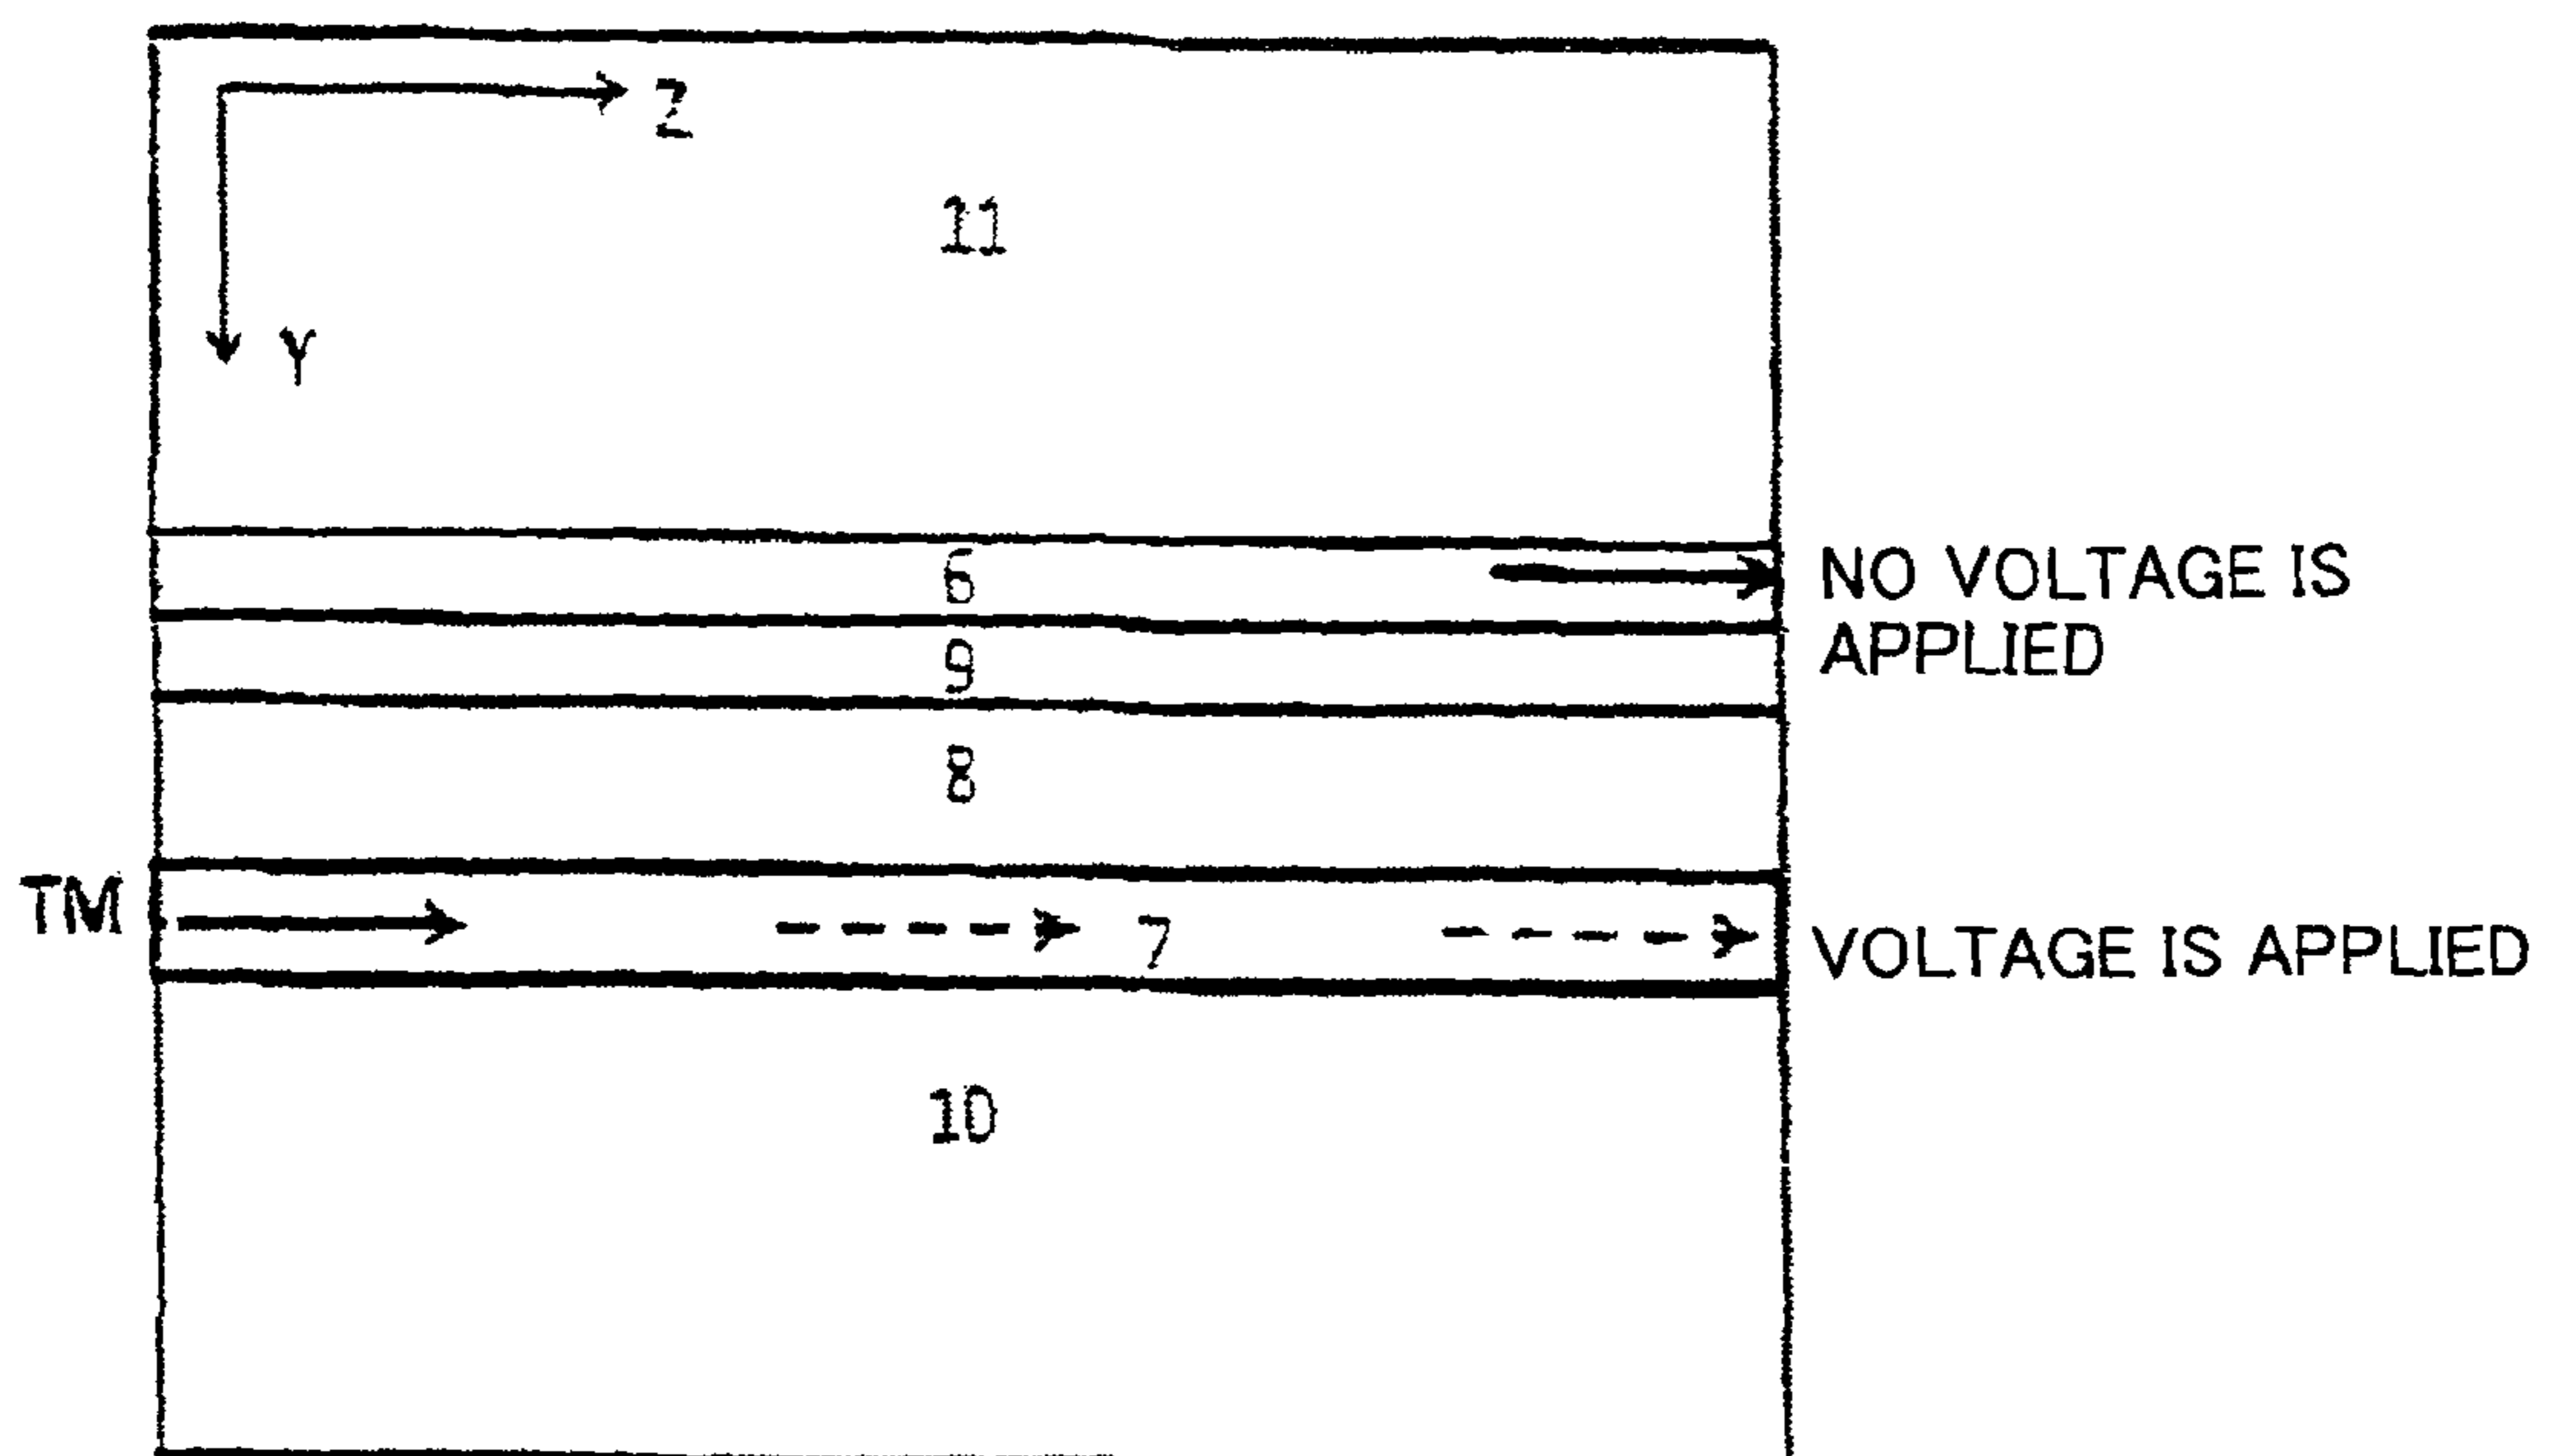 Z
11
Y
6
NO VOLTAGE IS
APPLIED
9
8
TM
7
VOLTAGE IS APPLIED
10